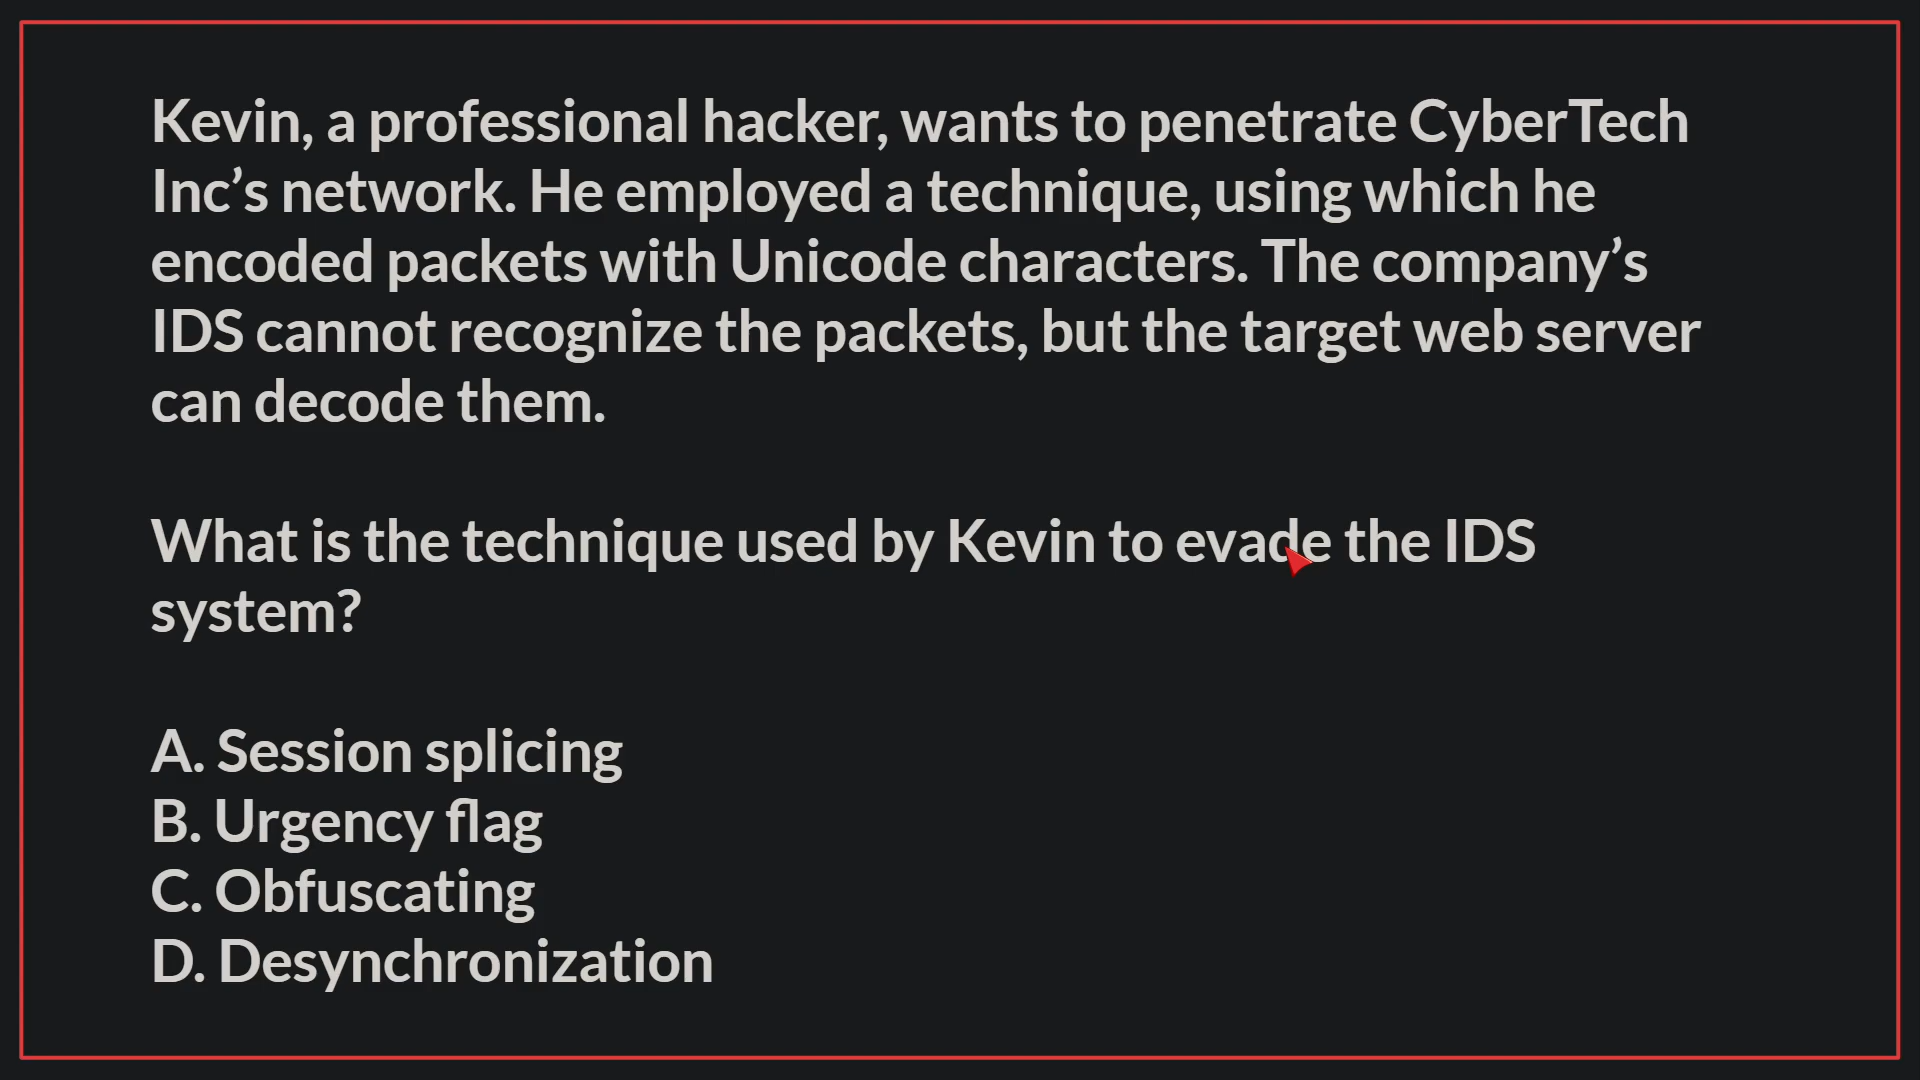 Kevin, a professional hacker, wants to penetrate CyberTech
Inc’s network. He employed a technique, using which he
encoded packets with Unicode characters. The company’s
IDS cannot recognize the packets, but the target web server
can decode them.
What is the technique used by Kevin to evade the IDS
system?
A. Session splicing
B. Urgency flag
C. Obfuscating
D. Desynchronization